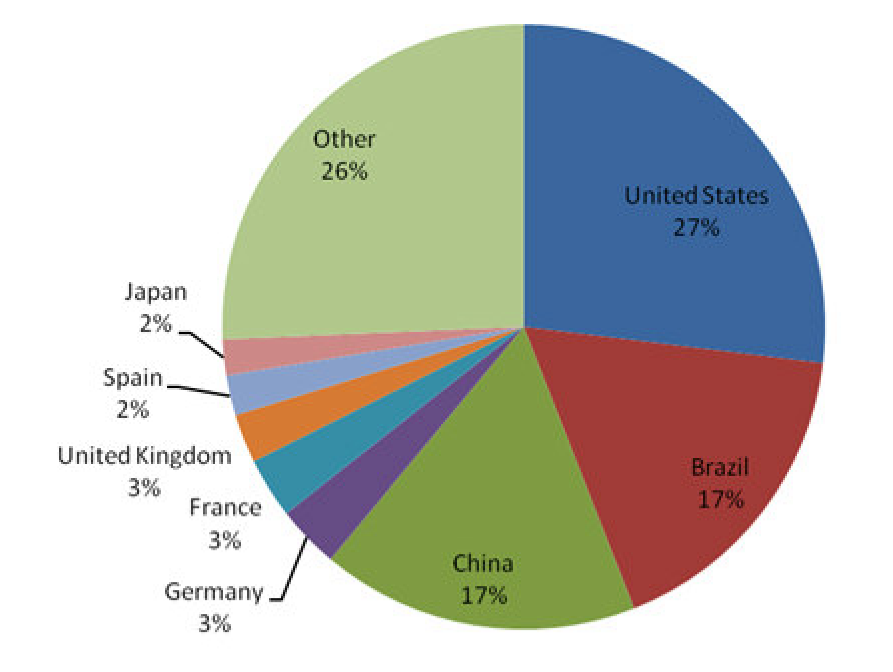 Other
26%
United States
27%
Japan
2%
Spain
2%
United Kingdom
3%
France
3%
Germany
3%
China
17%
Brazil
17%